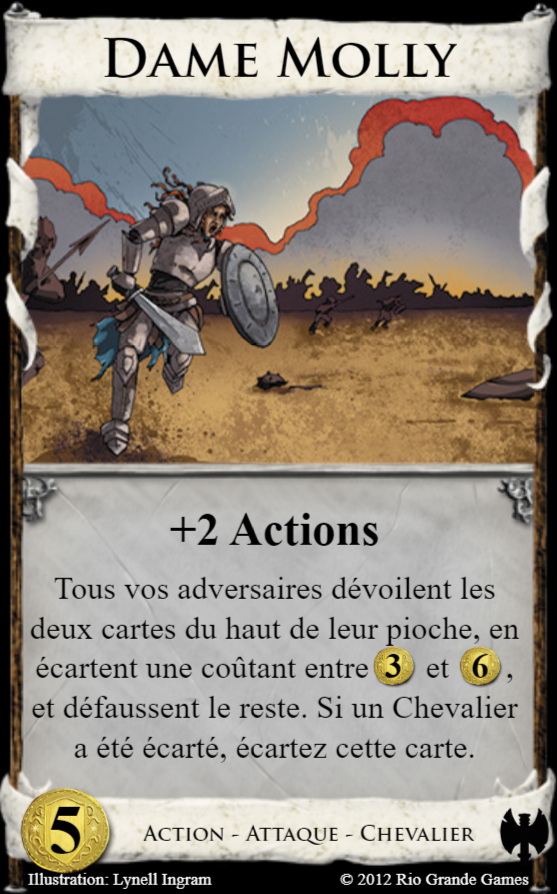 Dame Molly
+2 Actions
Tous vos adversaires dévoilent les
deux cartes du haut de leur pioche, en
écartent une coûtant entre 3 et 6,
et défaussent le reste. Si un Chevalier
a été écarté, écartez cette carte.
5
Action - Attaque - Chevalier
Illustration: Lynell Ingram
© 2012 Rio Grande Games